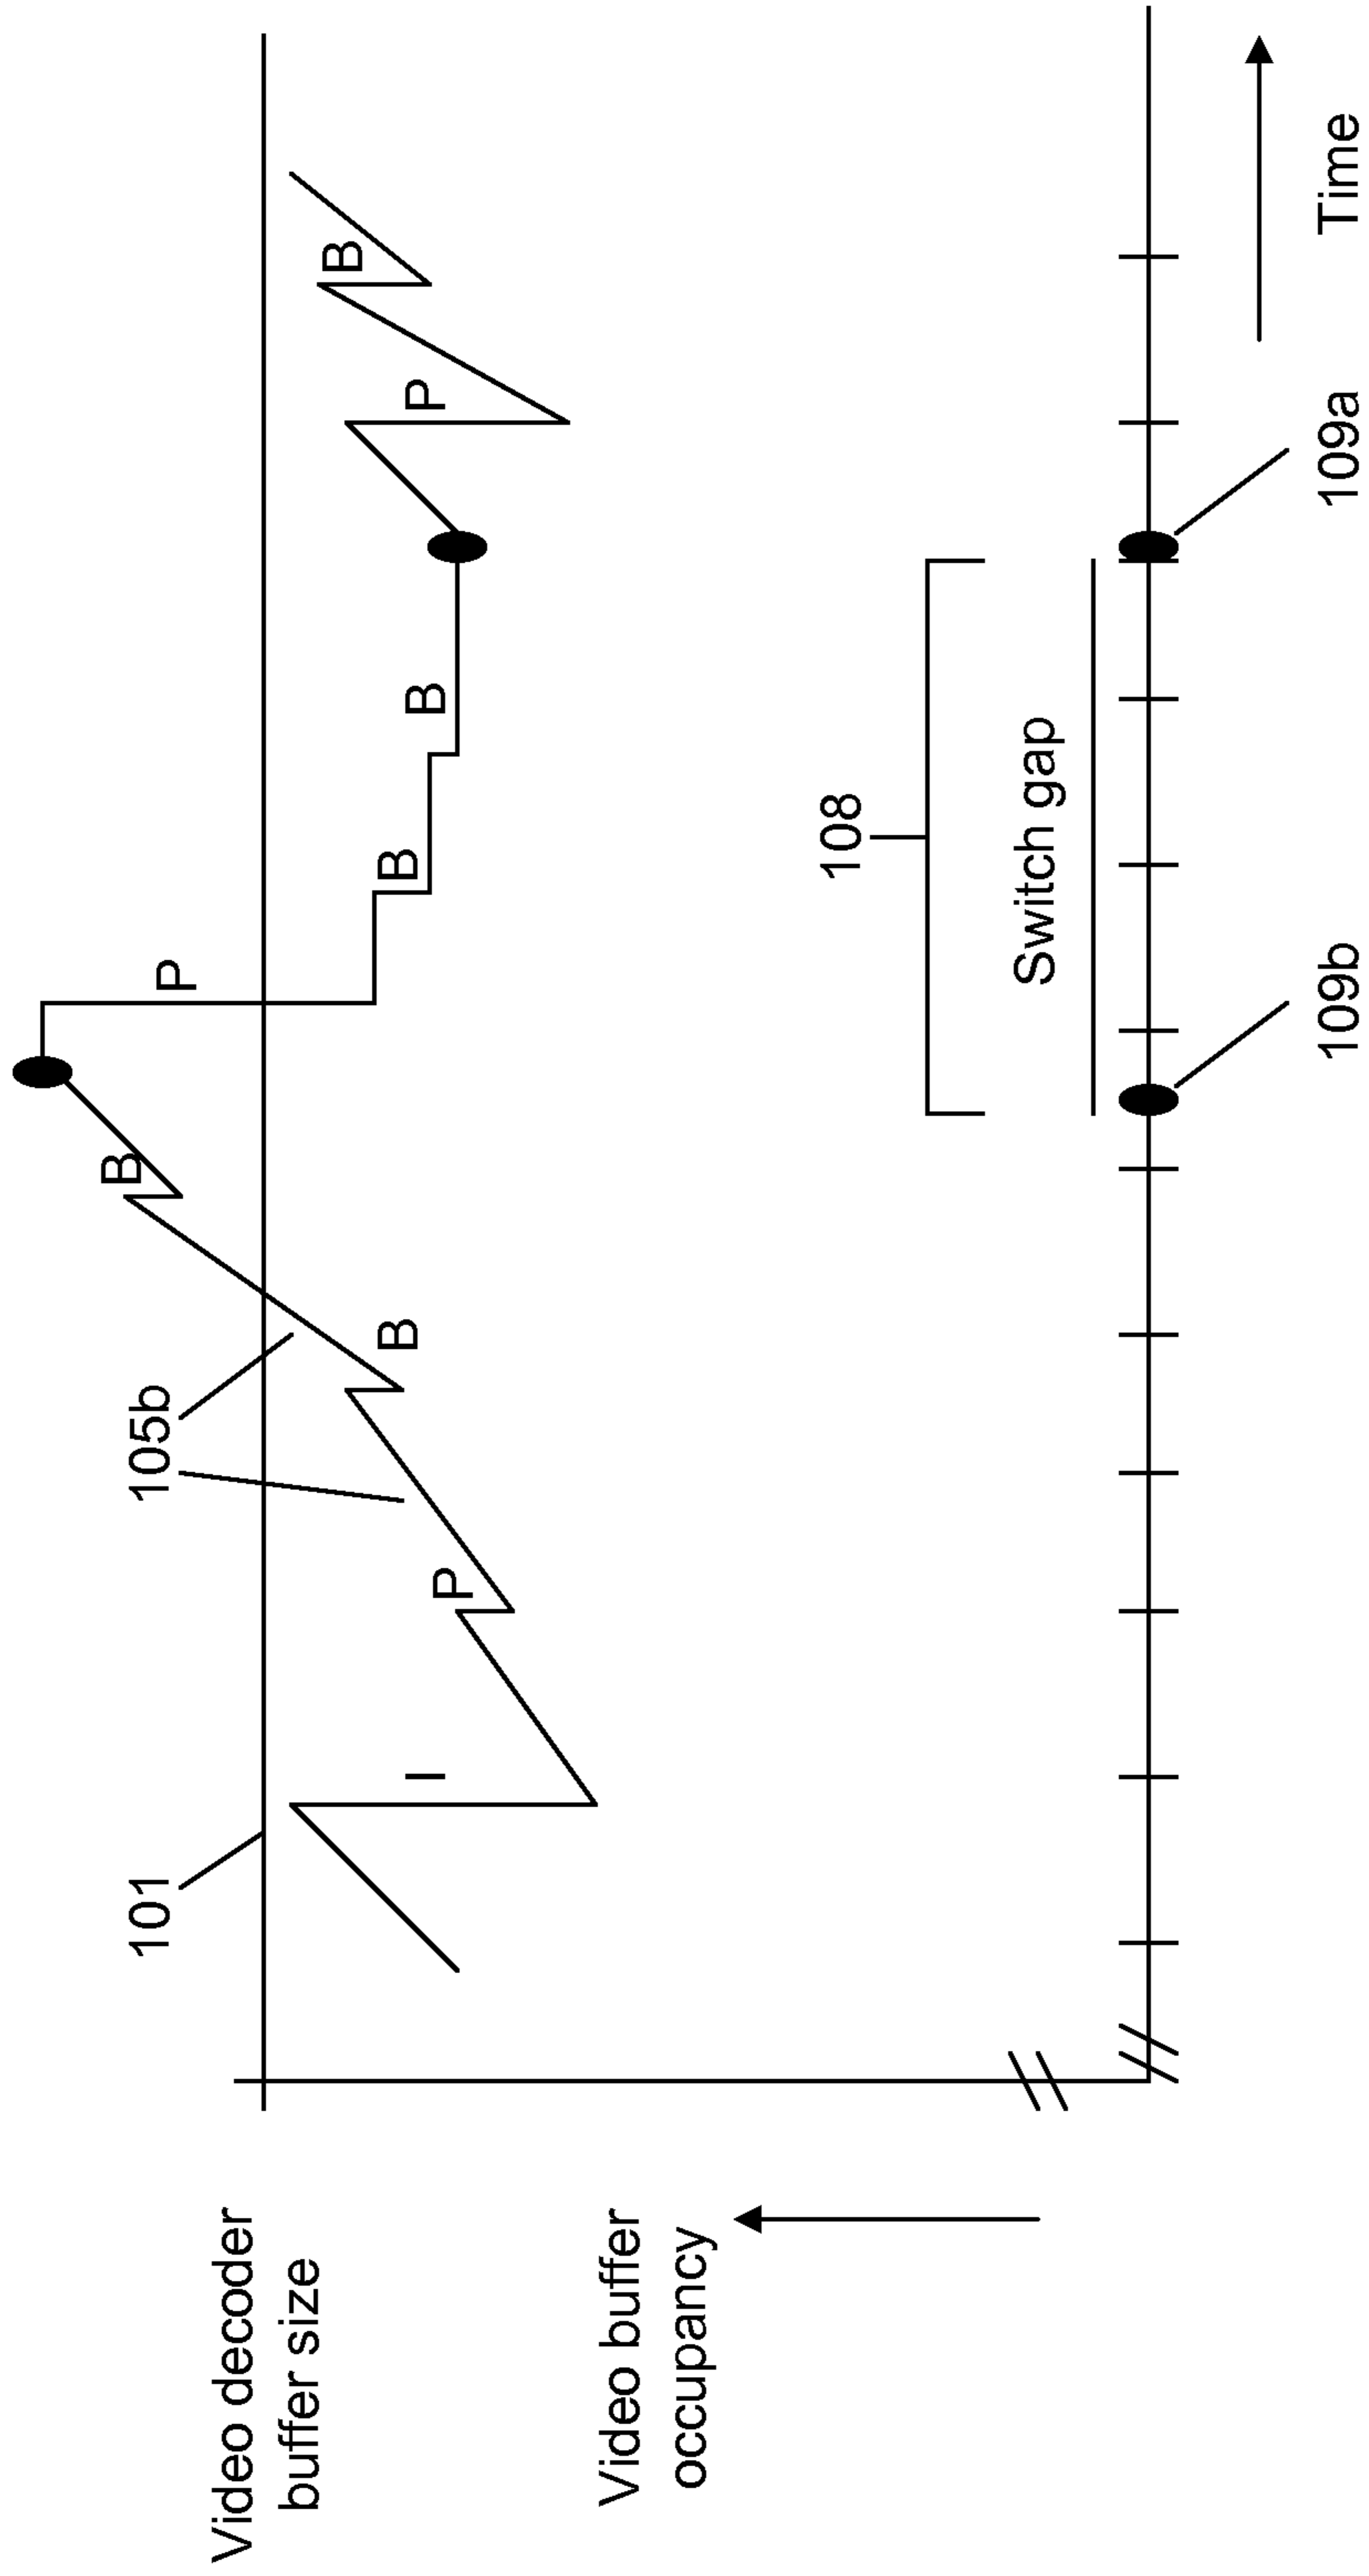 Video decoder
buffer size
Video buffer
occupancy
101
105b
I
P
B
B
P
B
B
P
B
108
Switch gap
109b
109a
Time